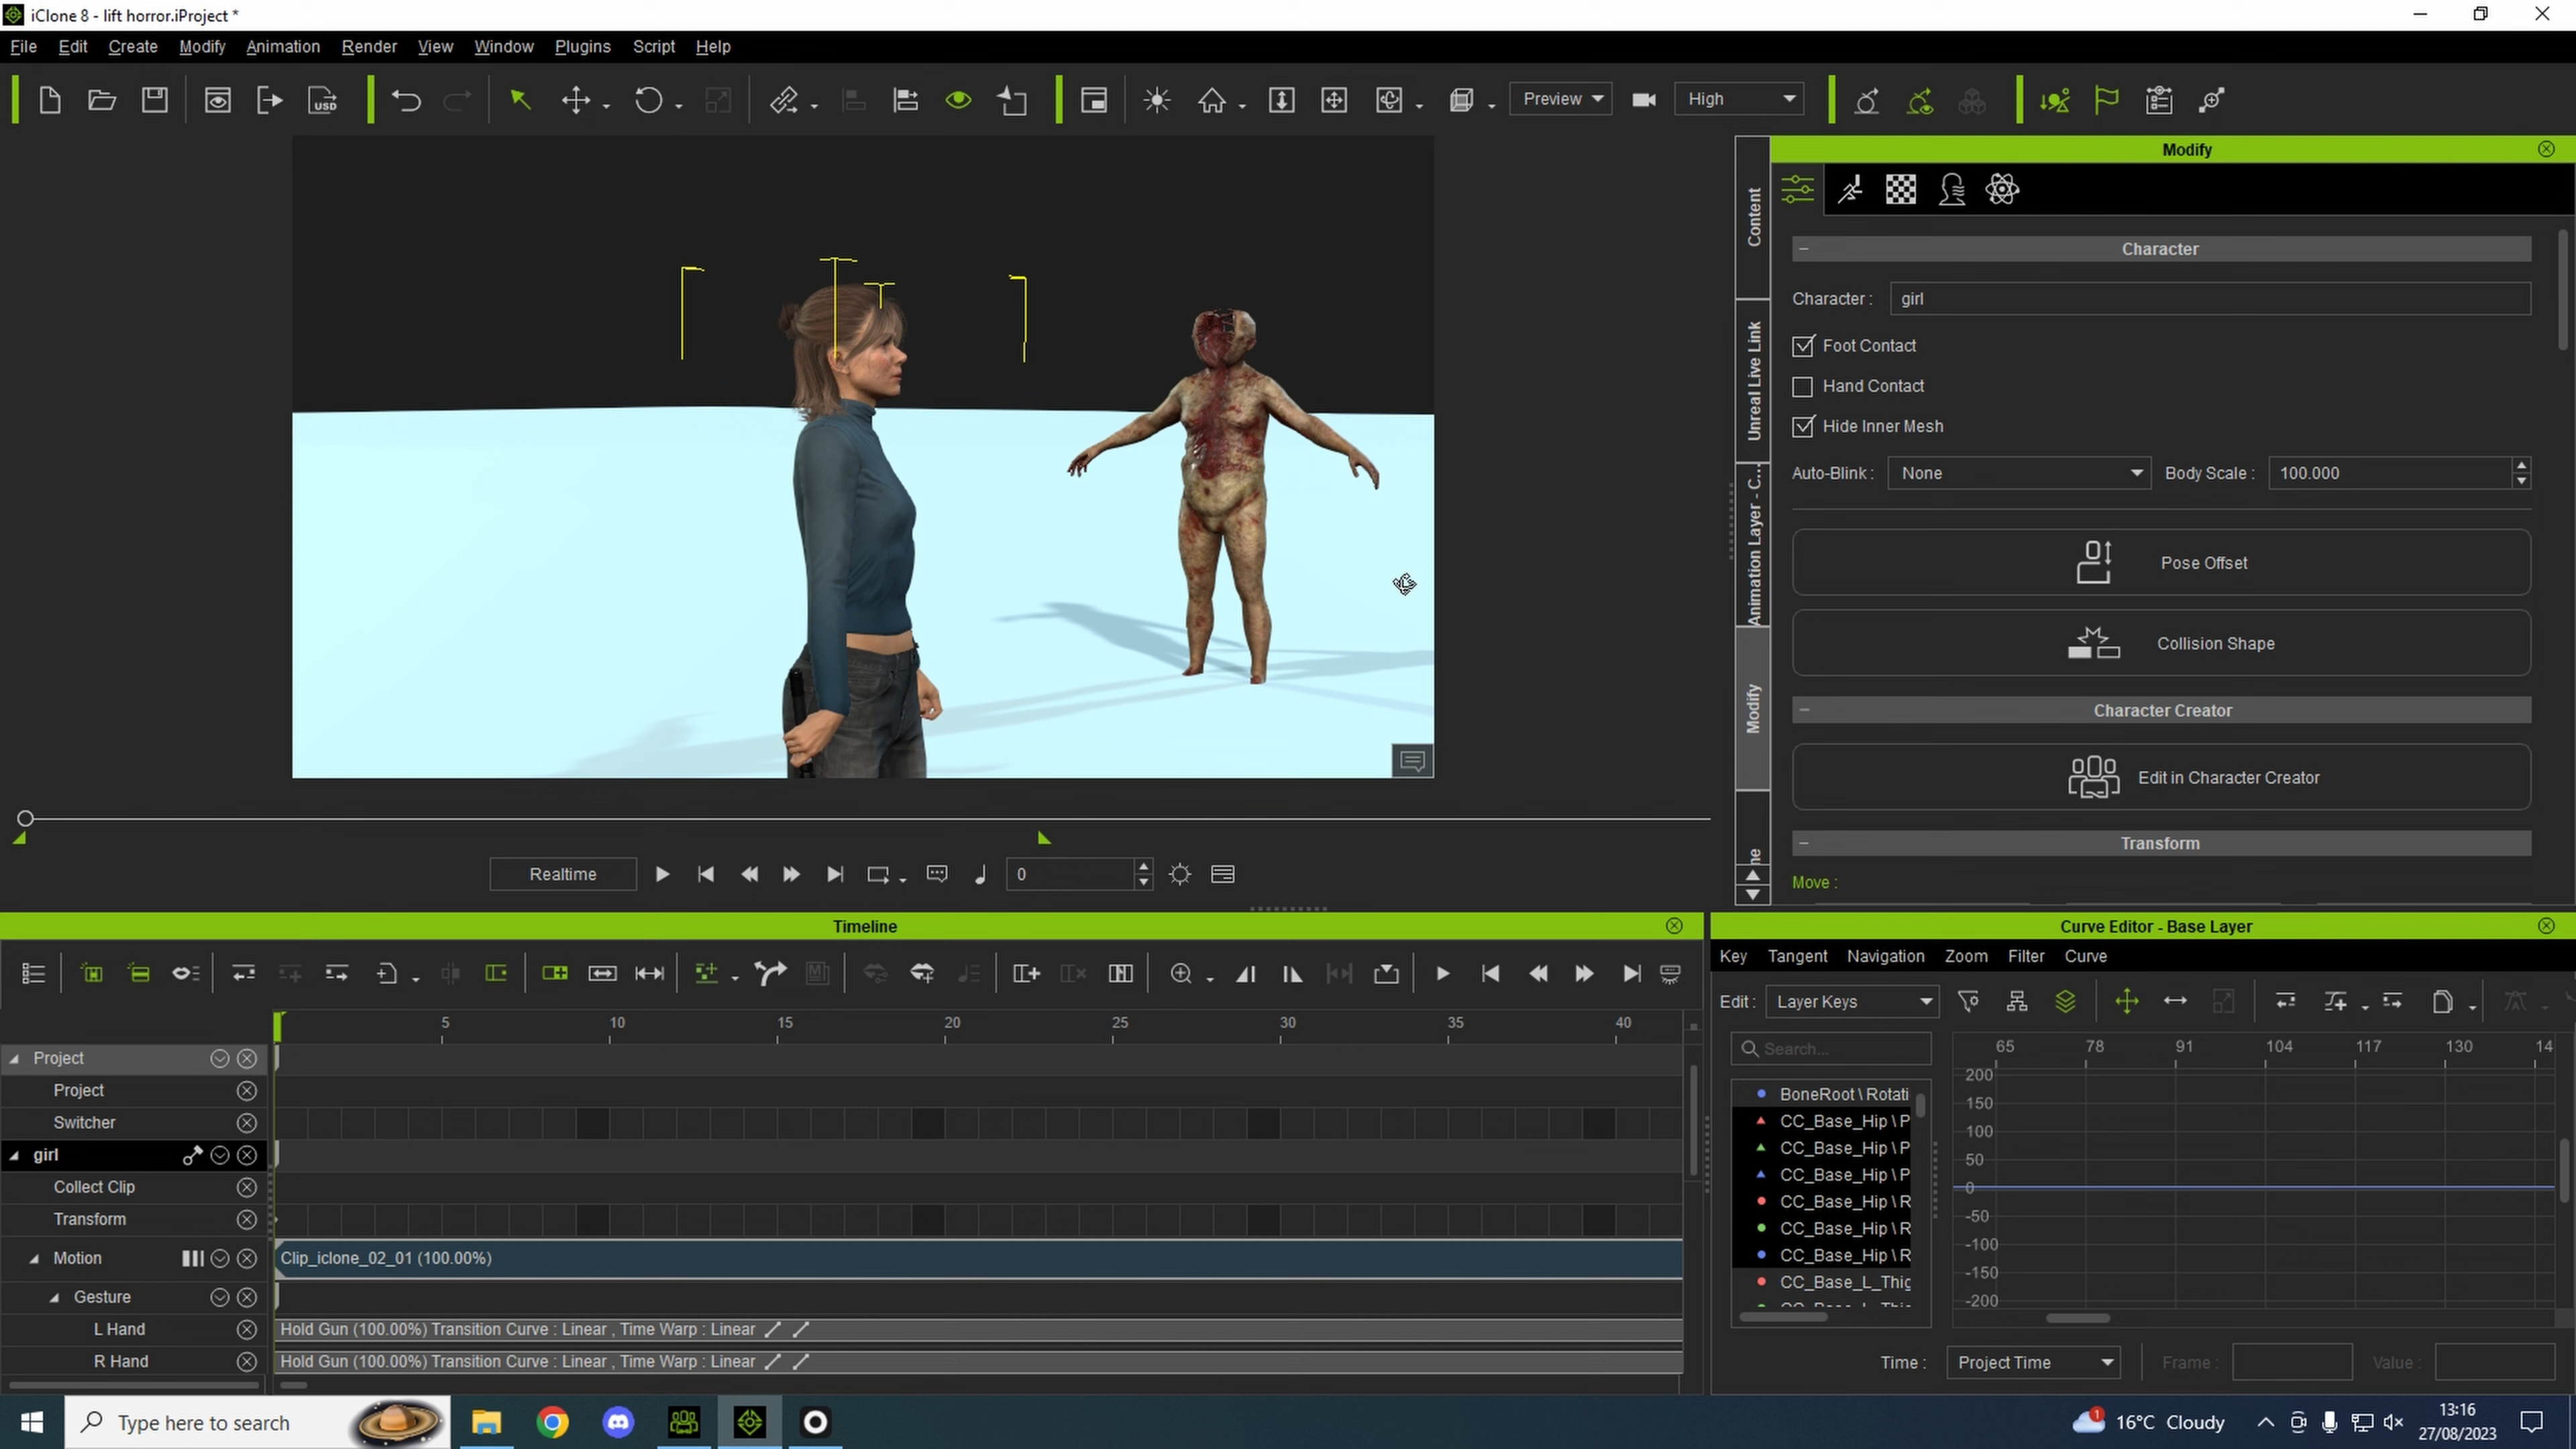 iClone 8 - lift horror.iProject *
File Edit Create Modify Animation Render View Window Plugins Script Help
USD Preview High
Modify
Content
Unreal Live Link
Animation Layer - C...
Modify
Character
Character : girl
Foot Contact
Hand Contact
Hide Inner Mesh
Auto-Blink : None Body Scale : 100.000
Pose Offset
Collision Shape
Character Creator
Edit in Character Creator
Transform
Move :
Realtime 0
Timeline
5 10 15 20 25 30 35 40
Project
Project
Switcher
girl
Collect Clip
Transform
Motion Clip_iclone_02_01 (100.00%)
Gesture
L Hand Hold Gun (100.00%) Transition Curve : Linear , Time Warp : Linear
R Hand Hold Gun (100.00%) Transition Curve : Linear , Time Warp : Linear
Curve Editor - Base Layer
Key Tangent Navigation Zoom Filter Curve
Edit : Layer Keys
Search...
65 78 91 104 117 130 14
BoneRoot \ Rotati
CC_Base_Hip \ P
CC_Base_Hip \ P
CC_Base_Hip \ P
CC_Base_Hip \ R
CC_Base_Hip \ R
CC_Base_Hip \ R
CC_Base_L_Thig
200
150
100
50
0
-50
-100
-150
-200
Time : Project Time Frame : Value :
Type here to search
1 16°C Cloudy
13:16
27/08/2023